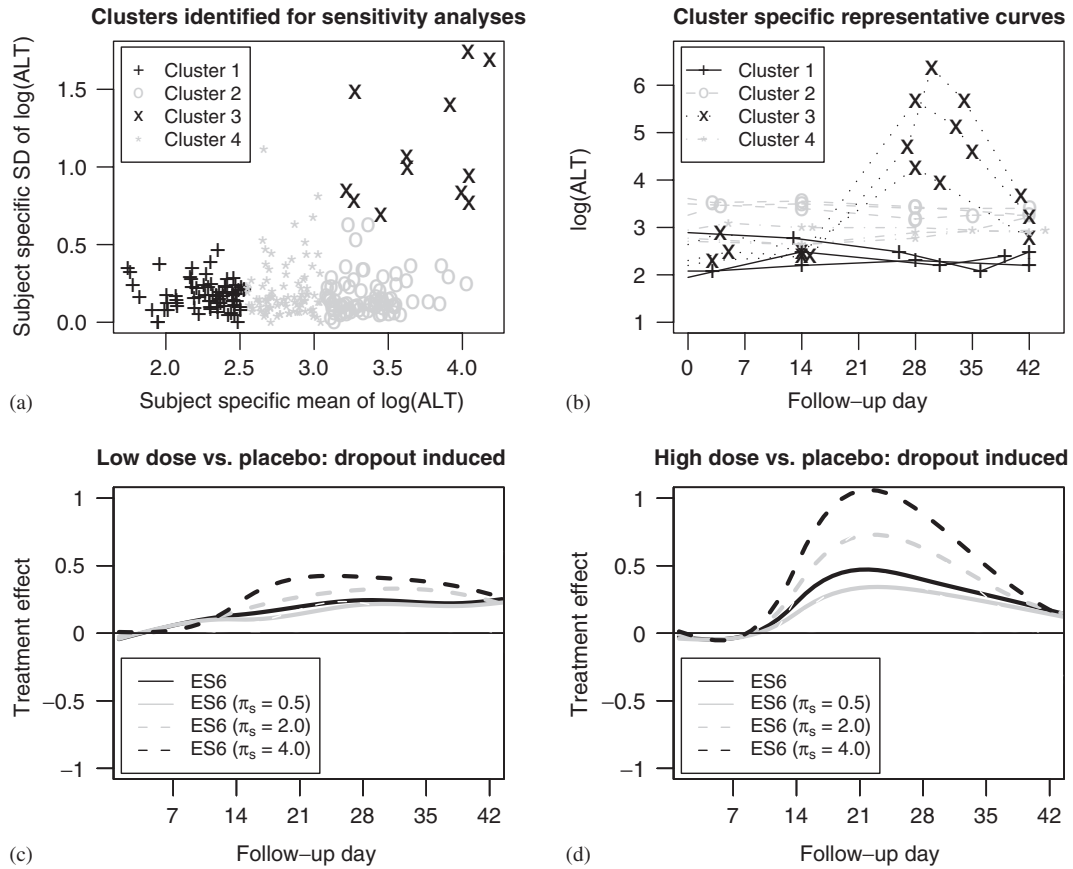 Clusters identified for sensitivity analyses
Subject specific SD of log(ALT)
1.5
1.0
0.5
0.0
+ Cluster 1
o Cluster 2
x Cluster 3
* Cluster 4
2.0 2.5 3.0 3.5 4.0
(a) Subject specific mean of log(ALT)
Cluster specific representative curves
log(ALT)
6
5
4
3
2
1
Cluster 1
Cluster 2
Cluster 3
Cluster 4
0 7 14 21 28 35 42
(b) Follow–up day
Low dose vs. placebo: dropout induced
Treatment effect
1
0.5
0
−0.5
−1
ES6
ES6 (πs = 0.5)
ES6 (πs = 2.0)
ES6 (πs = 4.0)
7 14 21 28 35 42
(c) Follow–up day
High dose vs. placebo: dropout induced
Treatment effect
1
0.5
0
−0.5
−1
ES6
ES6 (πs = 0.5)
ES6 (πs = 2.0)
ES6 (πs = 4.0)
7 14 21 28 35 42
(d) Follow–up day